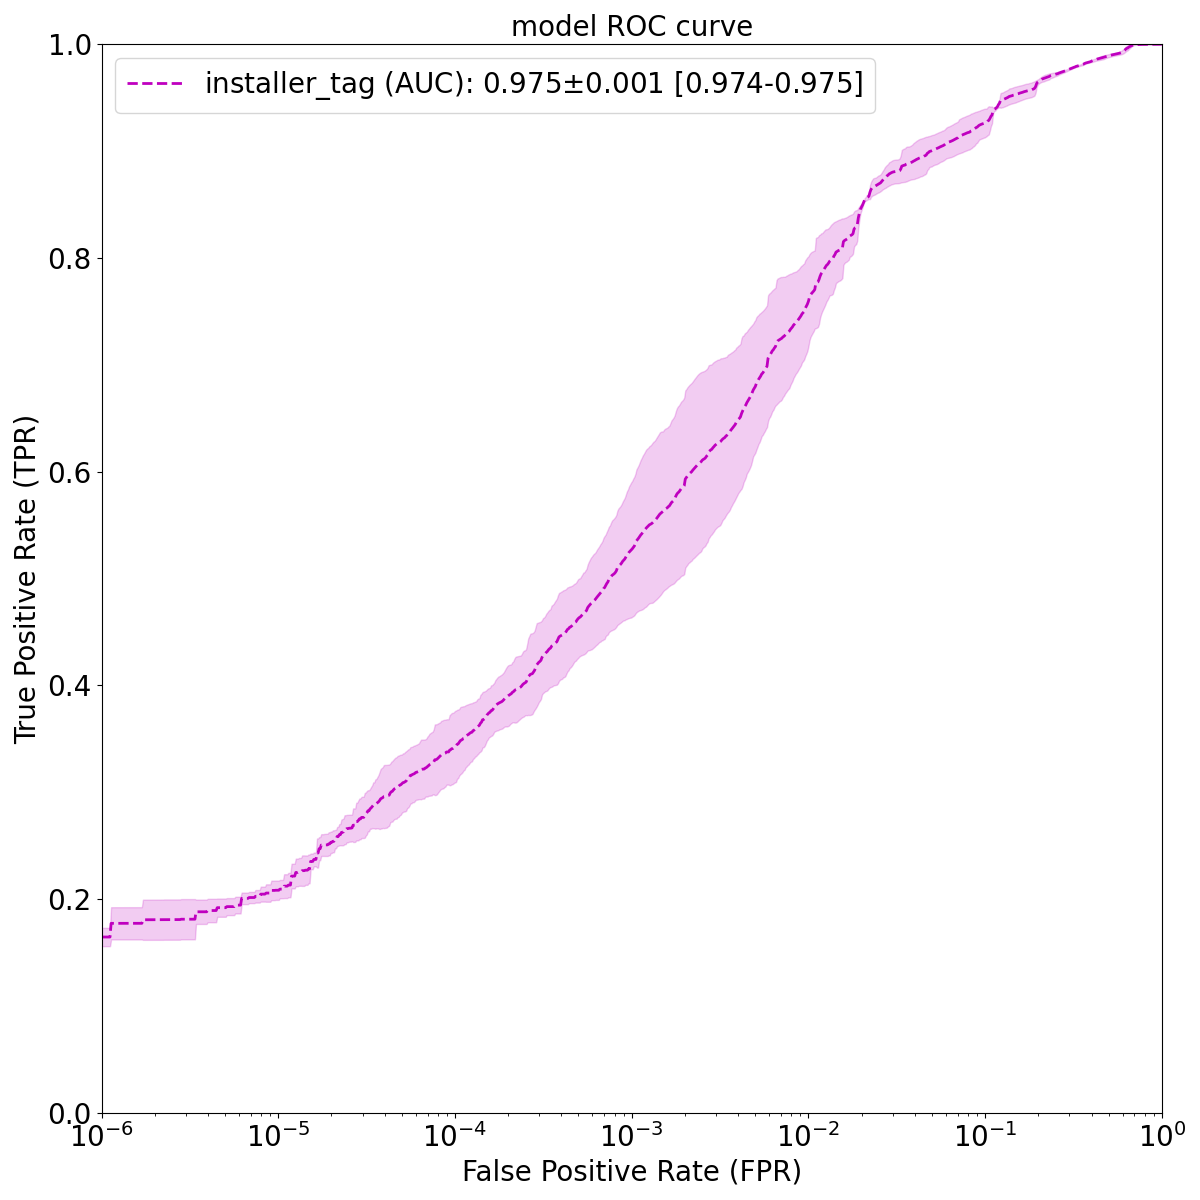 model ROC curve
installer_tag (AUC): 0.975±0.001 [0.974-0.975]
True Positive Rate (TPR)
1.0
0.8
0.6
0.4
0.2
0.0
10⁻⁶ 10⁻⁵ 10⁻⁴ 10⁻³ 10⁻² 10⁻¹ 10⁰
False Positive Rate (FPR)